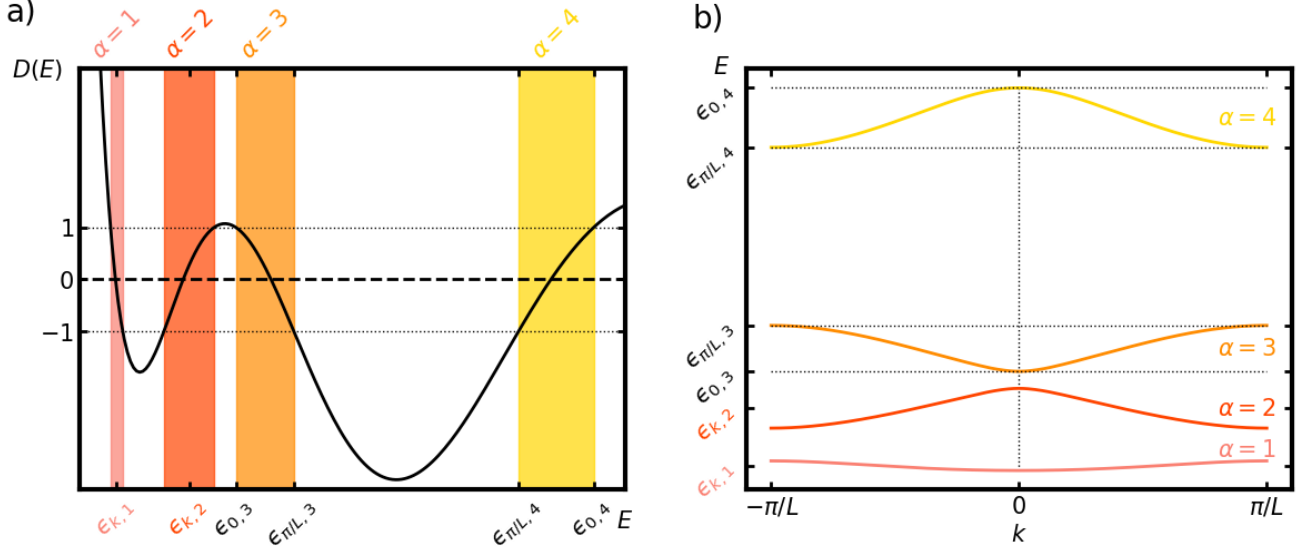 a)
α = 1
α = 2
α = 3
α = 4
D(E)
1
0
−1
ϵk,1
ϵk,2
ϵ0,3
ϵπ/L,3
ϵπ/L,4
ϵ0,4
E
b)
E
ϵ0,4
ϵπ/L,4
ϵπ/L,3
ϵ0,3
ϵk,2
ϵk,1
α = 4
α = 3
α = 2
α = 1
−π/L
0
π/L
k